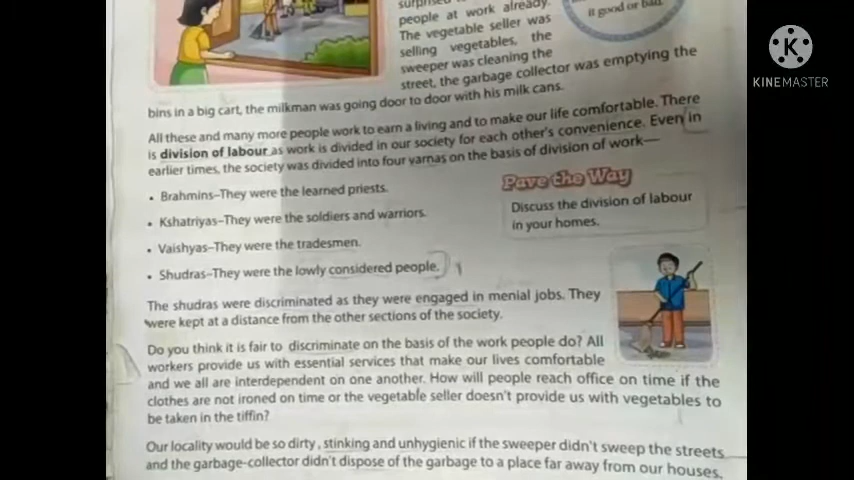 surprised
people at work already.
The vegetable seller was
selling vegetables, the
sweeper was cleaning the
street, the garbage collector was emptying the
bins in a big cart, the milkman was going door to door with his milk cans.
it good or bad.
K
KINEMASTER
All these and many more people work to earn a living and to make our life comfortable. There
is division of labour as work is divided in our society for each other's convenience. Even in
earlier times, the society was divided into four varnas on the basis of division of work—
• Brahmins–They were the learned priests.
• Kshatriyas–They were the soldiers and warriors.
• Vaishyas–They were the tradesmen.
• Shudras–They were the lowly considered people.
Pave the Way
Discuss the division of labour
in your homes.
The shudras were discriminated as they were engaged in menial jobs. They
were kept at a distance from the other sections of the society.
Do you think it is fair to discriminate on the basis of the work people do? All
workers provide us with essential services that make our lives comfortable
and we all are interdependent on one another. How will people reach office on time if the
clothes are not ironed on time or the vegetable seller doesn't provide us with vegetables to
be taken in the tiffin?
Our locality would be so dirty, stinking and unhygienic if the sweeper didn't sweep the streets
and the garbage-collector didn't dispose of the garbage to a place far away from our houses.